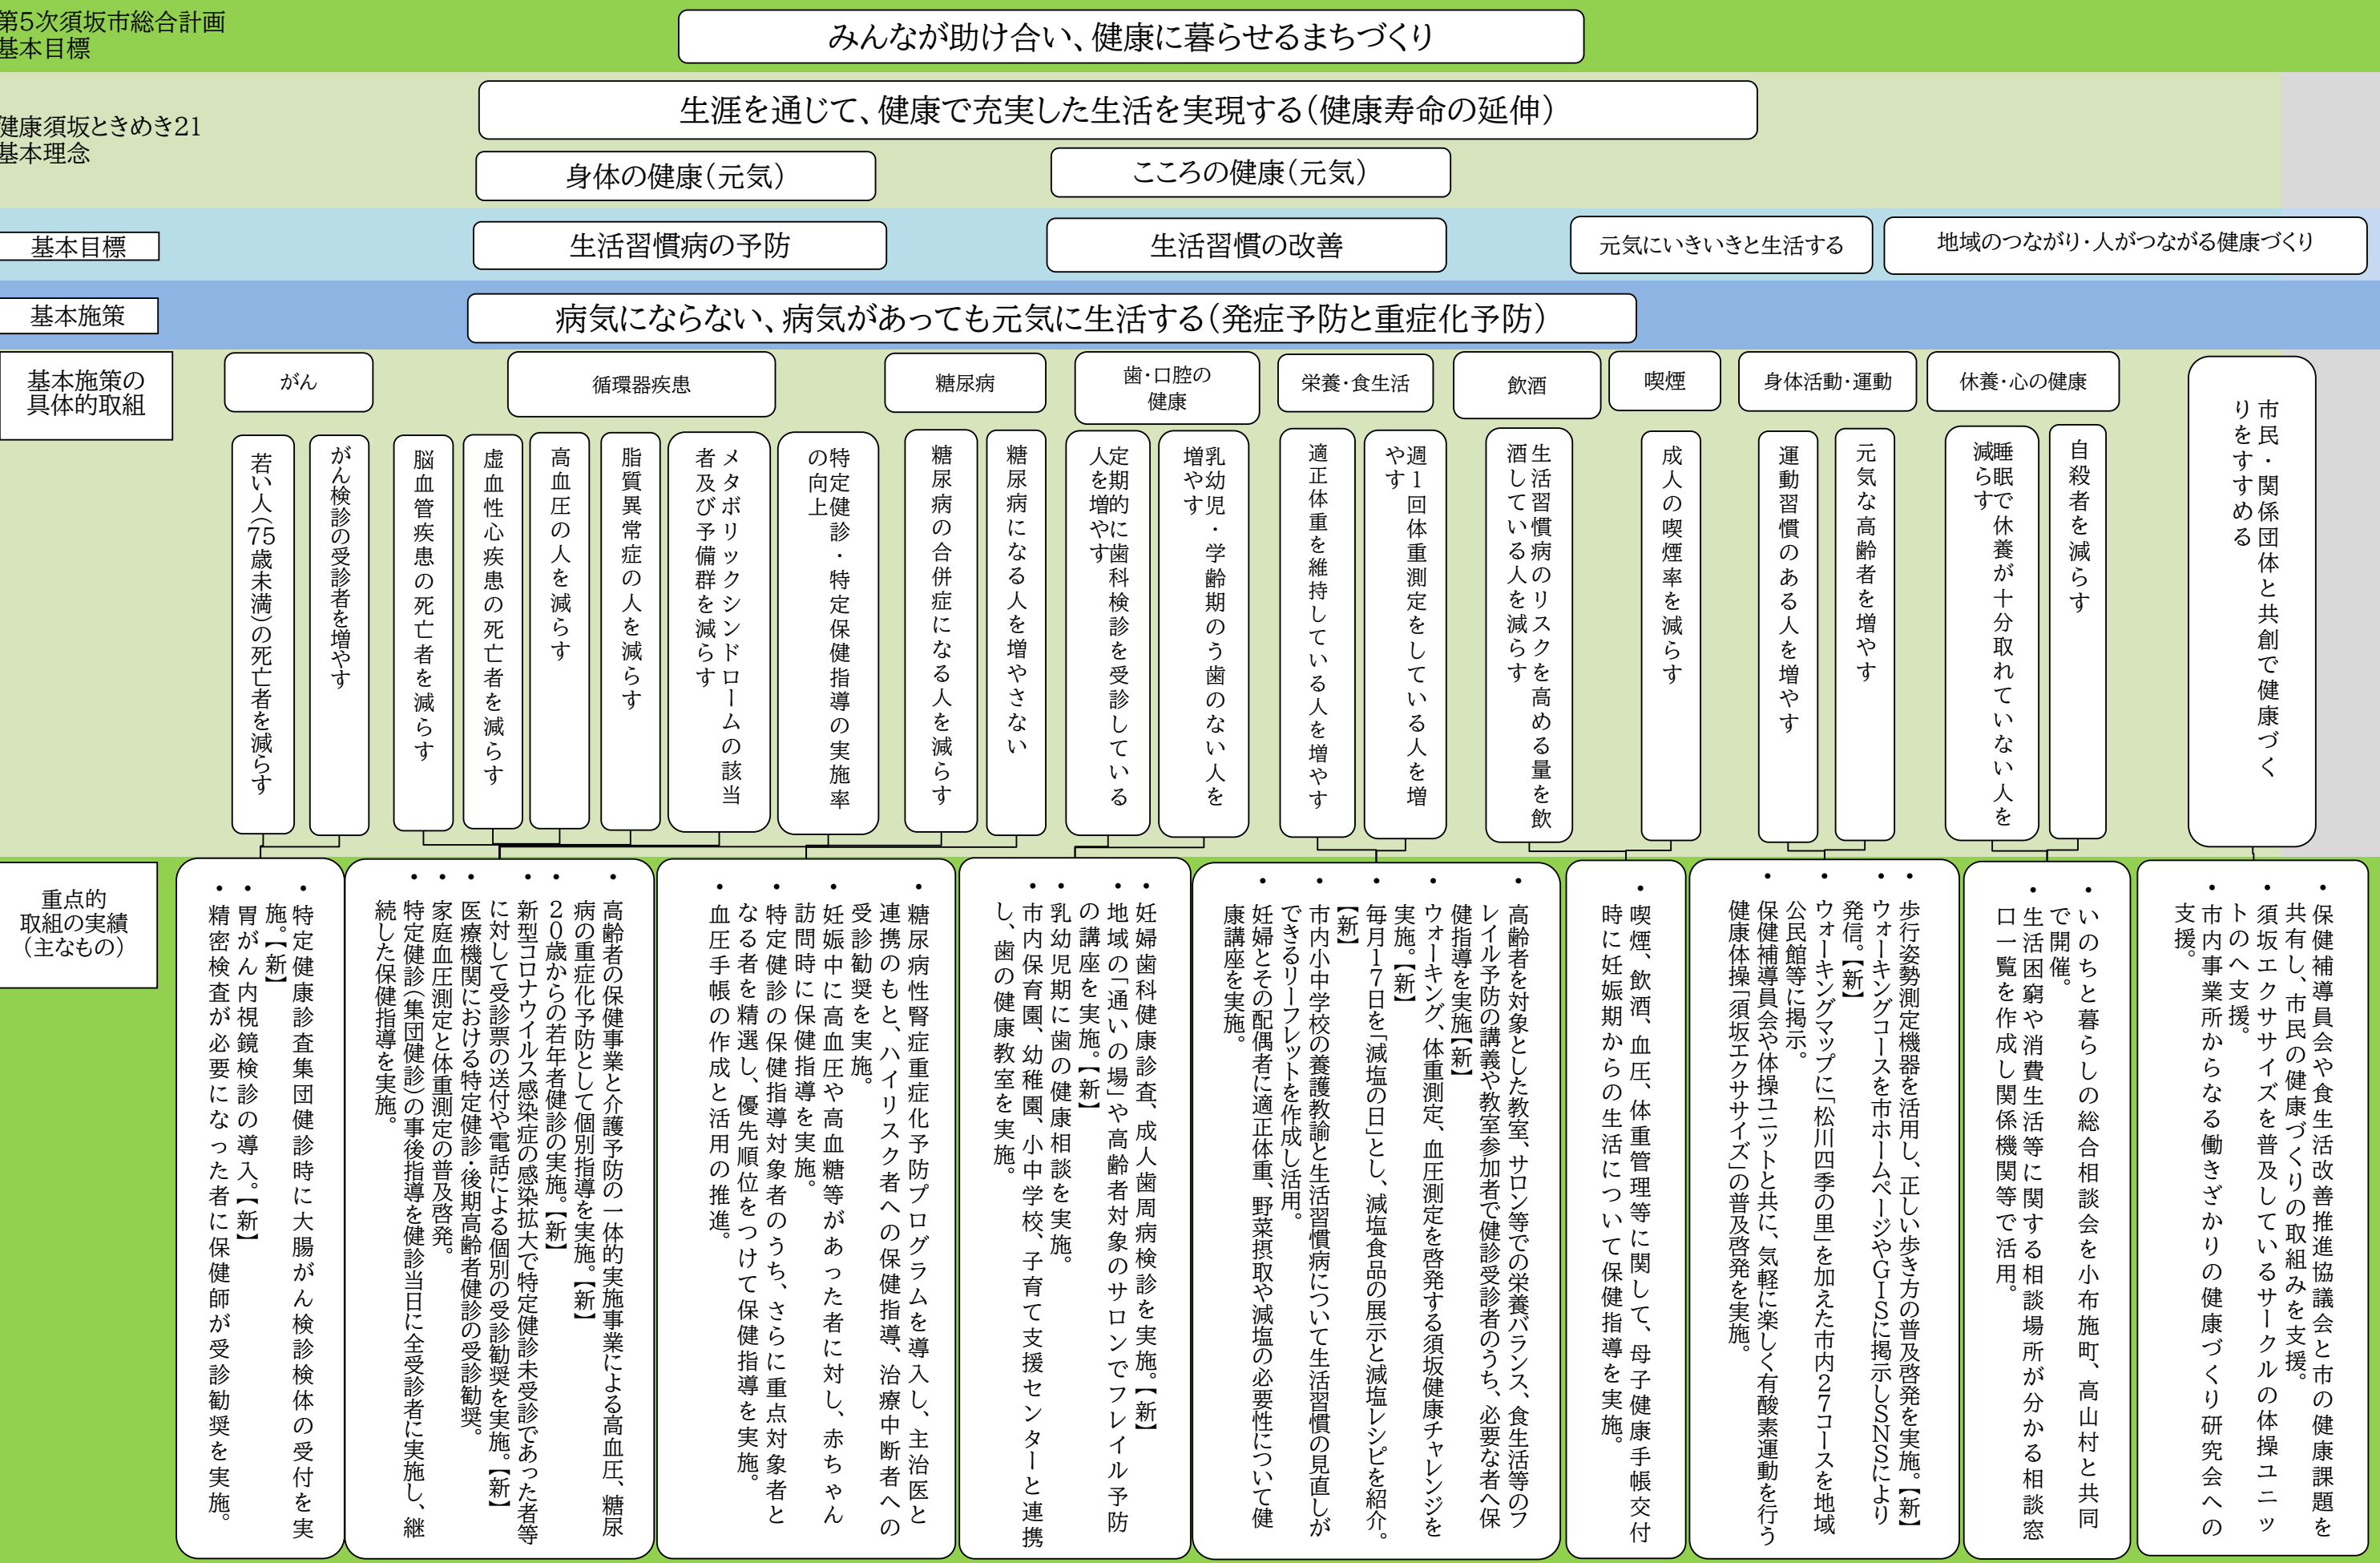 第5次須坂市総合計画
基本目標
みんなが助け合い、健康に暮らせるまちづくり
健康須坂ときめき21
基本理念
生涯を通じて、健康で充実した生活を実現する(健康寿命の延伸)
身体の健康(元気)
こころの健康(元気)
基本目標
生活習慣病の予防
生活習慣の改善
元気にいきいきと生活する
地域のつながり・人がつながる健康づくり
基本施策
病気にならない、病気があっても元気に生活する(発症予防と重症化予防)
基本施策の
具体的取組
がん
循環器疾患
糖尿病
歯・口腔の
健康
栄養・食生活
飲酒
喫煙
身体活動・運動
休養・心の健康
若い人(75歳未満)の死亡者を減らす
がん検診の受診者を増やす
脳血管疾患の死亡者を減らす
虚血性心疾患の死亡者を減らす
高血圧の人を減らす
脂質異常症の人を減らす
メタボリックシンドロームの該当
者及び予備群を減らす
特定健診・特定保健指導の実施率
の向上
糖尿病の合併症になる人を減らす
糖尿病になる人を増やさない
定期的に歯科検診を受診している
人を増やす
乳幼児・学齢期のう歯のない人を
増やす
適正体重を維持している人を増やす
週1回体重測定をしている人を増
やす
生活習慣病のリスクを高める量を飲
酒している人を減らす
成人の喫煙率を減らす
運動習慣のある人を増やす
元気な高齢者を増やす
睡眠で休養が十分取れていない人を
減らす
自殺者を減らす
市民・関係団体と共創で健康づく
りをすすめる
重点的
取組の実績
(主なもの)
・特定健康診査集団健診時に大腸がん検診検体の受付を実
施。【新】
・胃がん内視鏡検診の導入。【新】
・精密検査が必要になった者に保健師が受診勧奨を実施。
・高齢者の保健事業と介護予防の一体的実施事業による高血圧、糖尿
病の重症化予防として個別指導を実施。【新】
・20歳からの若年者健診の実施。【新】
・新型コロナウイルス感染症の感染拡大で特定健診未受診であった者等
に対して受診票の送付や電話による個別の受診勧奨を実施。【新】
・医療機関における特定健診・後期高齢者健診の受診勧奨。
・家庭血圧測定と体重測定の普及啓発。
・特定健診(集団健診)の事後指導を健診当日に全受診者に実施し、継
続した保健指導を実施。
・糖尿病性腎症重症化予防プログラムを導入し、主治医と
連携のもと、ハイリスク者への保健指導、治療中断者への
受診勧奨を実施。
・妊娠中に高血圧や高血糖等があった者に対し、赤ちゃん
訪問時に保健指導を実施。
・特定健診の保健指導対象者のうち、さらに重点対象者と
なる者を精選し、優先順位をつけて保健指導を実施。
・血圧手帳の作成と活用の推進。
・妊婦歯科健康診査、成人歯周病検診を実施。【新】
・地域の「通いの場」や高齢者対象のサロンでフレイル予防
の講座を実施。【新】
・乳幼児期に歯の健康相談を実施。
・市内保育園、幼稚園、小中学校、子育て支援センターと連携
し、歯の健康教室を実施。
・高齢者を対象とした教室、サロン等での栄養バランス、食生活等のフ
レイル予防の講義や教室参加者で健診受診者のうち、必要な者へ保
健指導を実施【新】
・ウォーキング、体重測定、血圧測定を啓発する須坂健康チャレンジを
実施。【新】
・毎月17日を「減塩の日」とし、減塩食品の展示と減塩レシピを紹介。
【新】
・市内小中学校の養護教諭と生活習慣病について生活習慣の見直しが
できるリーフレットを作成し活用。
・妊婦とその配偶者に適正体重、野菜摂取や減塩の必要性について健
康講座を実施。
・喫煙、飲酒、血圧、体重管理等に関して、母子健康手帳交付
時に妊娠期からの生活について保健指導を実施。
・歩行姿勢測定機器を活用し、正しい歩き方の普及啓発を実施。【新】
・ウォーキングコースを市ホームページやGISに掲示しSNSにより
発信。【新】
・ウォーキングマップに「松川四季の里」を加えた市内27コースを地域
公民館等に掲示。
・保健補導員会や体操ユニットと共に、気軽に楽しく有酸素運動を行う
健康体操「須坂エクササイズ」の普及啓発を実施。
・いのちと暮らしの総合相談会を小布施町、高山村と共同
で開催。
・生活困窮や消費生活等に関する相談場所が分かる相談窓
口一覧を作成し関係機関等で活用。
・保健補導員会や食生活改善推進協議会と市の健康課題を
共有し、市民の健康づくりの取組みを支援。
・須坂エクササイズを普及しているサークルの体操ユニッ
トのへ支援。
・市内事業所からなる働きざかりの健康づくり研究会への
支援。